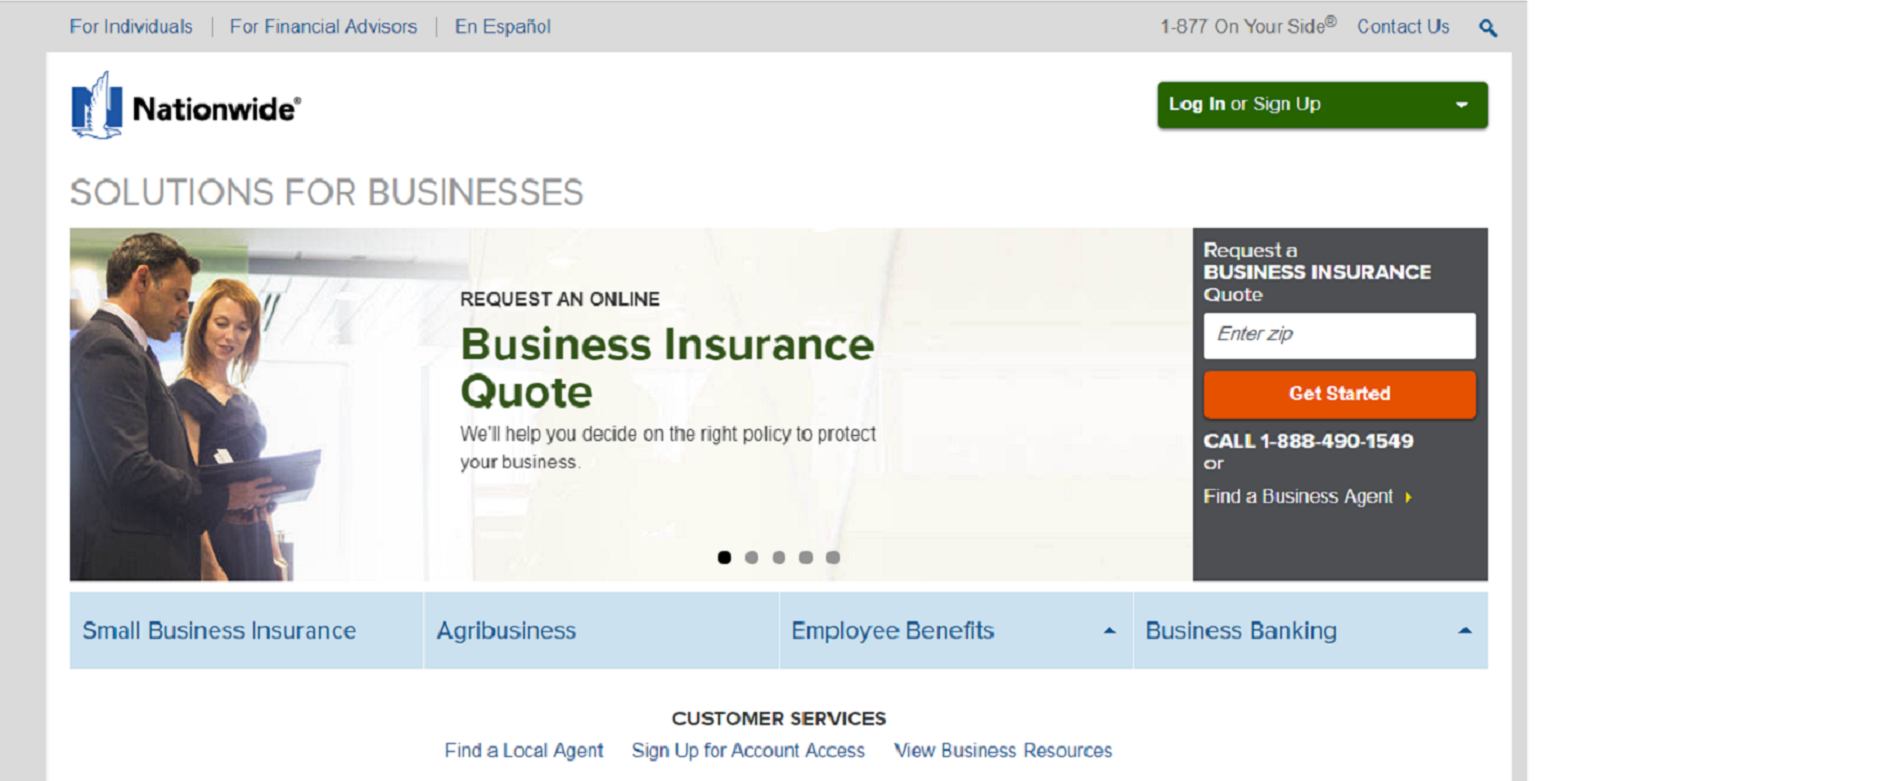 For Individuals | For Financial Advisors | En Español
1-877 On Your Side® Contact Us
Nationwide®
Log In or Sign Up
SOLUTIONS FOR BUSINESSES
REQUEST AN ONLINE
Business Insurance
Quote
We'll help you decide on the right policy to protect
your business.
Request a
BUSINESS INSURANCE
Quote
Enter zip
Get Started
CALL 1-888-490-1549
or
Find a Business Agent
Small Business Insurance
Agribusiness
Employee Benefits
Business Banking
CUSTOMER SERVICES
Find a Local Agent Sign Up for Account Access View Business Resources